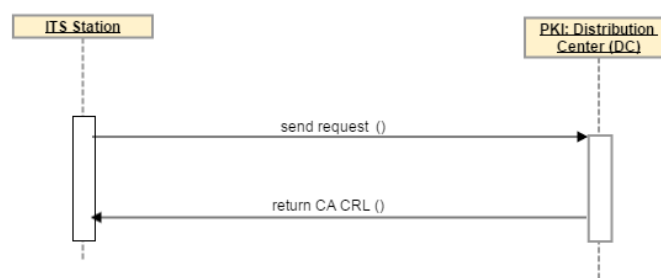 ITS Station
PKI: Distribution
Center (DC)
send request ()
return CA CRL ()